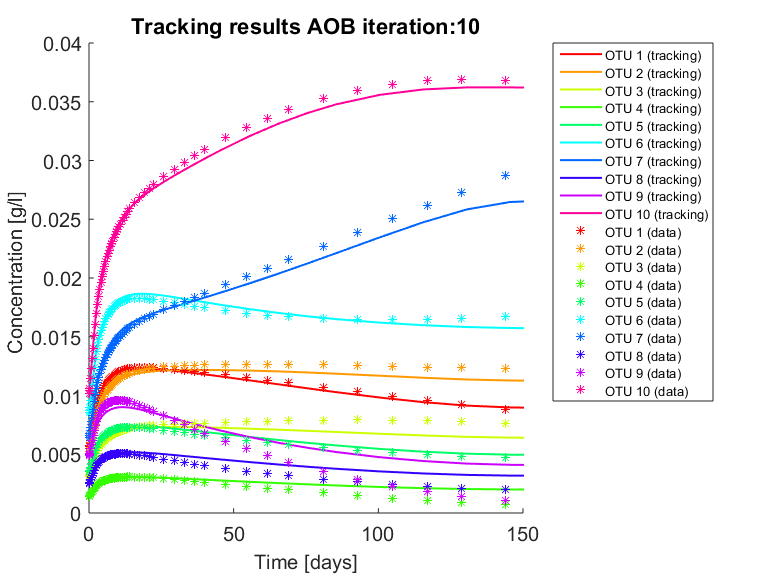 Tracking results AOB iteration:10
0.04
0.035
0.03
0.025
0.02
0.015
0.01
0.005
0
Concentration [g/l]
0
50
100
150
Time [days]
OTU 1 (tracking)
OTU 2 (tracking)
OTU 3 (tracking)
OTU 4 (tracking)
OTU 5 (tracking)
OTU 6 (tracking)
OTU 7 (tracking)
OTU 8 (tracking)
OTU 9 (tracking)
OTU 10 (tracking)
OTU 1 (data)
OTU 2 (data)
OTU 3 (data)
OTU 4 (data)
OTU 5 (data)
OTU 6 (data)
OTU 7 (data)
OTU 8 (data)
OTU 9 (data)
OTU 10 (data)